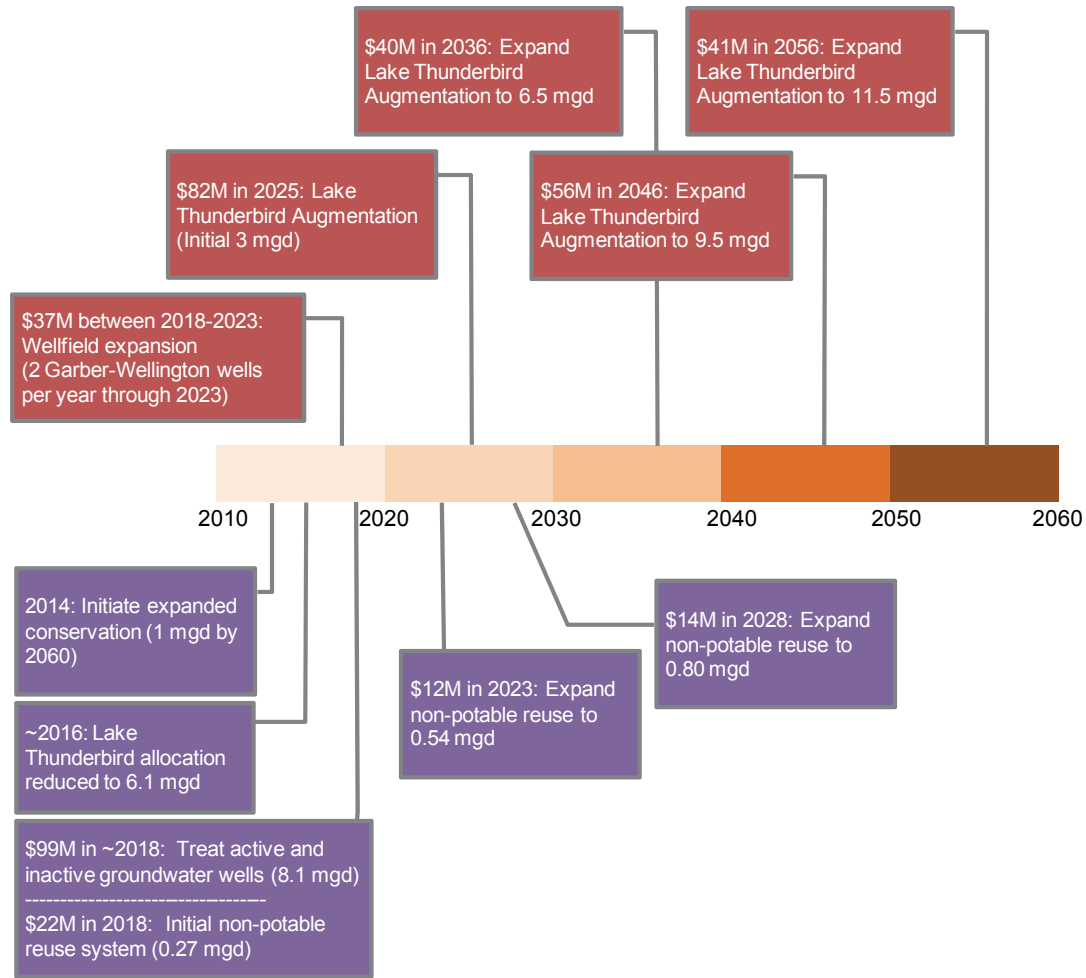 $40M in 2036: Expand
Lake Thunderbird
Augmentation to 6.5 mgd
$41M in 2056: Expand
Lake Thunderbird
Augmentation to 11.5 mgd
$82M in 2025: Lake
Thunderbird Augmentation
(Initial 3 mgd)
$56M in 2046: Expand
Lake Thunderbird
Augmentation to 9.5 mgd
$37M between 2018-2023:
Wellfield expansion
(2 Garber-Wellington wells
per year through 2023)
2010 2020 2030 2040 2050 2060
2014: Initiate expanded
conservation (1 mgd by
2060)
$14M in 2028: Expand
non-potable reuse to
0.80 mgd
$12M in 2023: Expand
non-potable reuse to
0.54 mgd
~2016: Lake
Thunderbird allocation
reduced to 6.1 mgd
$99M in ~2018: Treat active and
inactive groundwater wells (8.1 mgd)
-----------------------------------
$22M in 2018: Initial non-potable
reuse system (0.27 mgd)